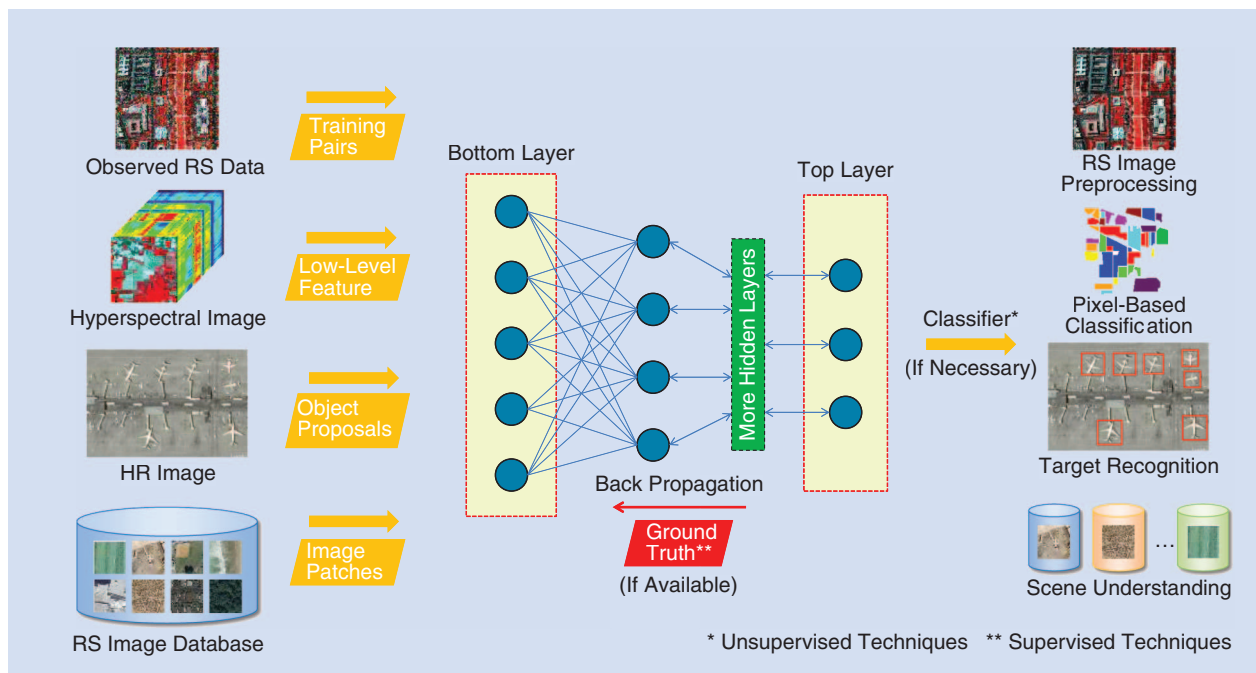 Observed RS Data
Training
Pairs
Hyperspectral Image
Low-Level
Feature
HR Image
Object
Proposals
RS Image Database
Image
Patches
Bottom Layer
More Hidden Layers
Top Layer
Back Propagation
Ground
Truth**
(If Available)
Classifier*
(If Necessary)
RS Image
Preprocessing
Pixel-Based
Classification
Target Recognition
...
Scene Understanding
* Unsupervised Techniques ** Supervised Techniques